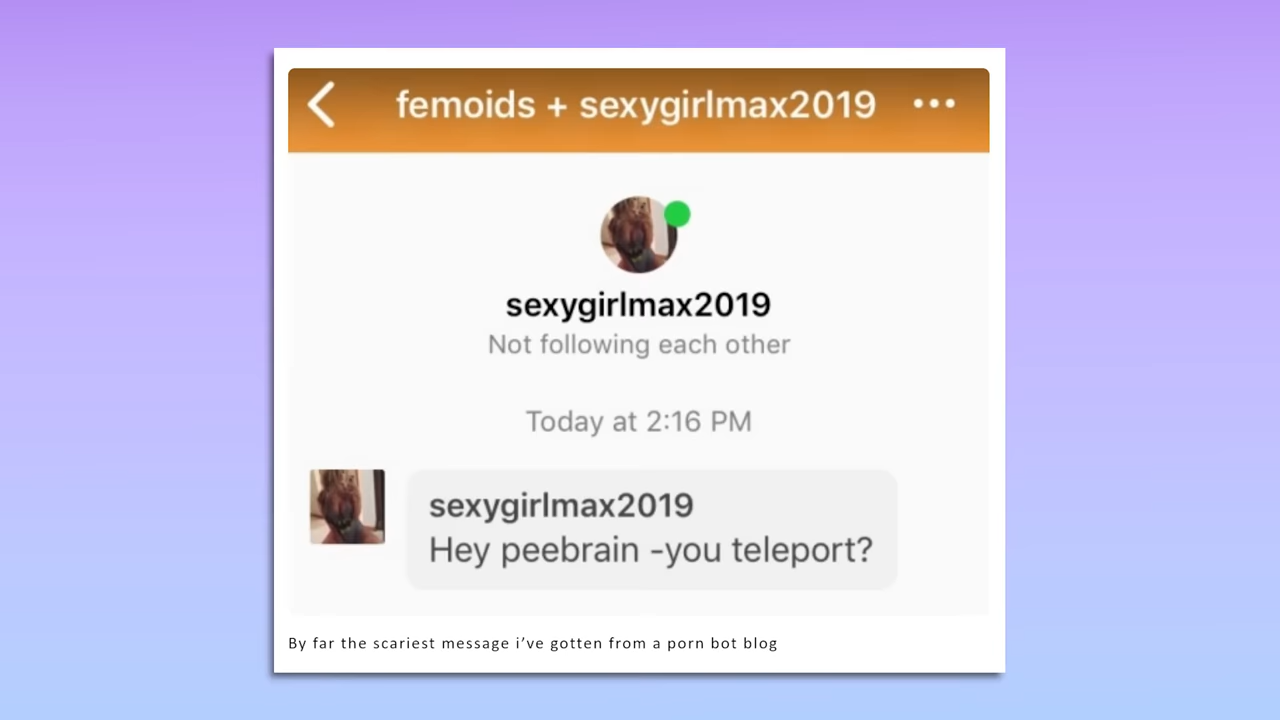 femoids + sexygirlmax2019
sexygirlmax2019
Not following each other
Today at 2:16 PM
sexygirlmax2019
Hey peebrain -you teleport?
By far the scariest message i’ve gotten from a porn bot blog